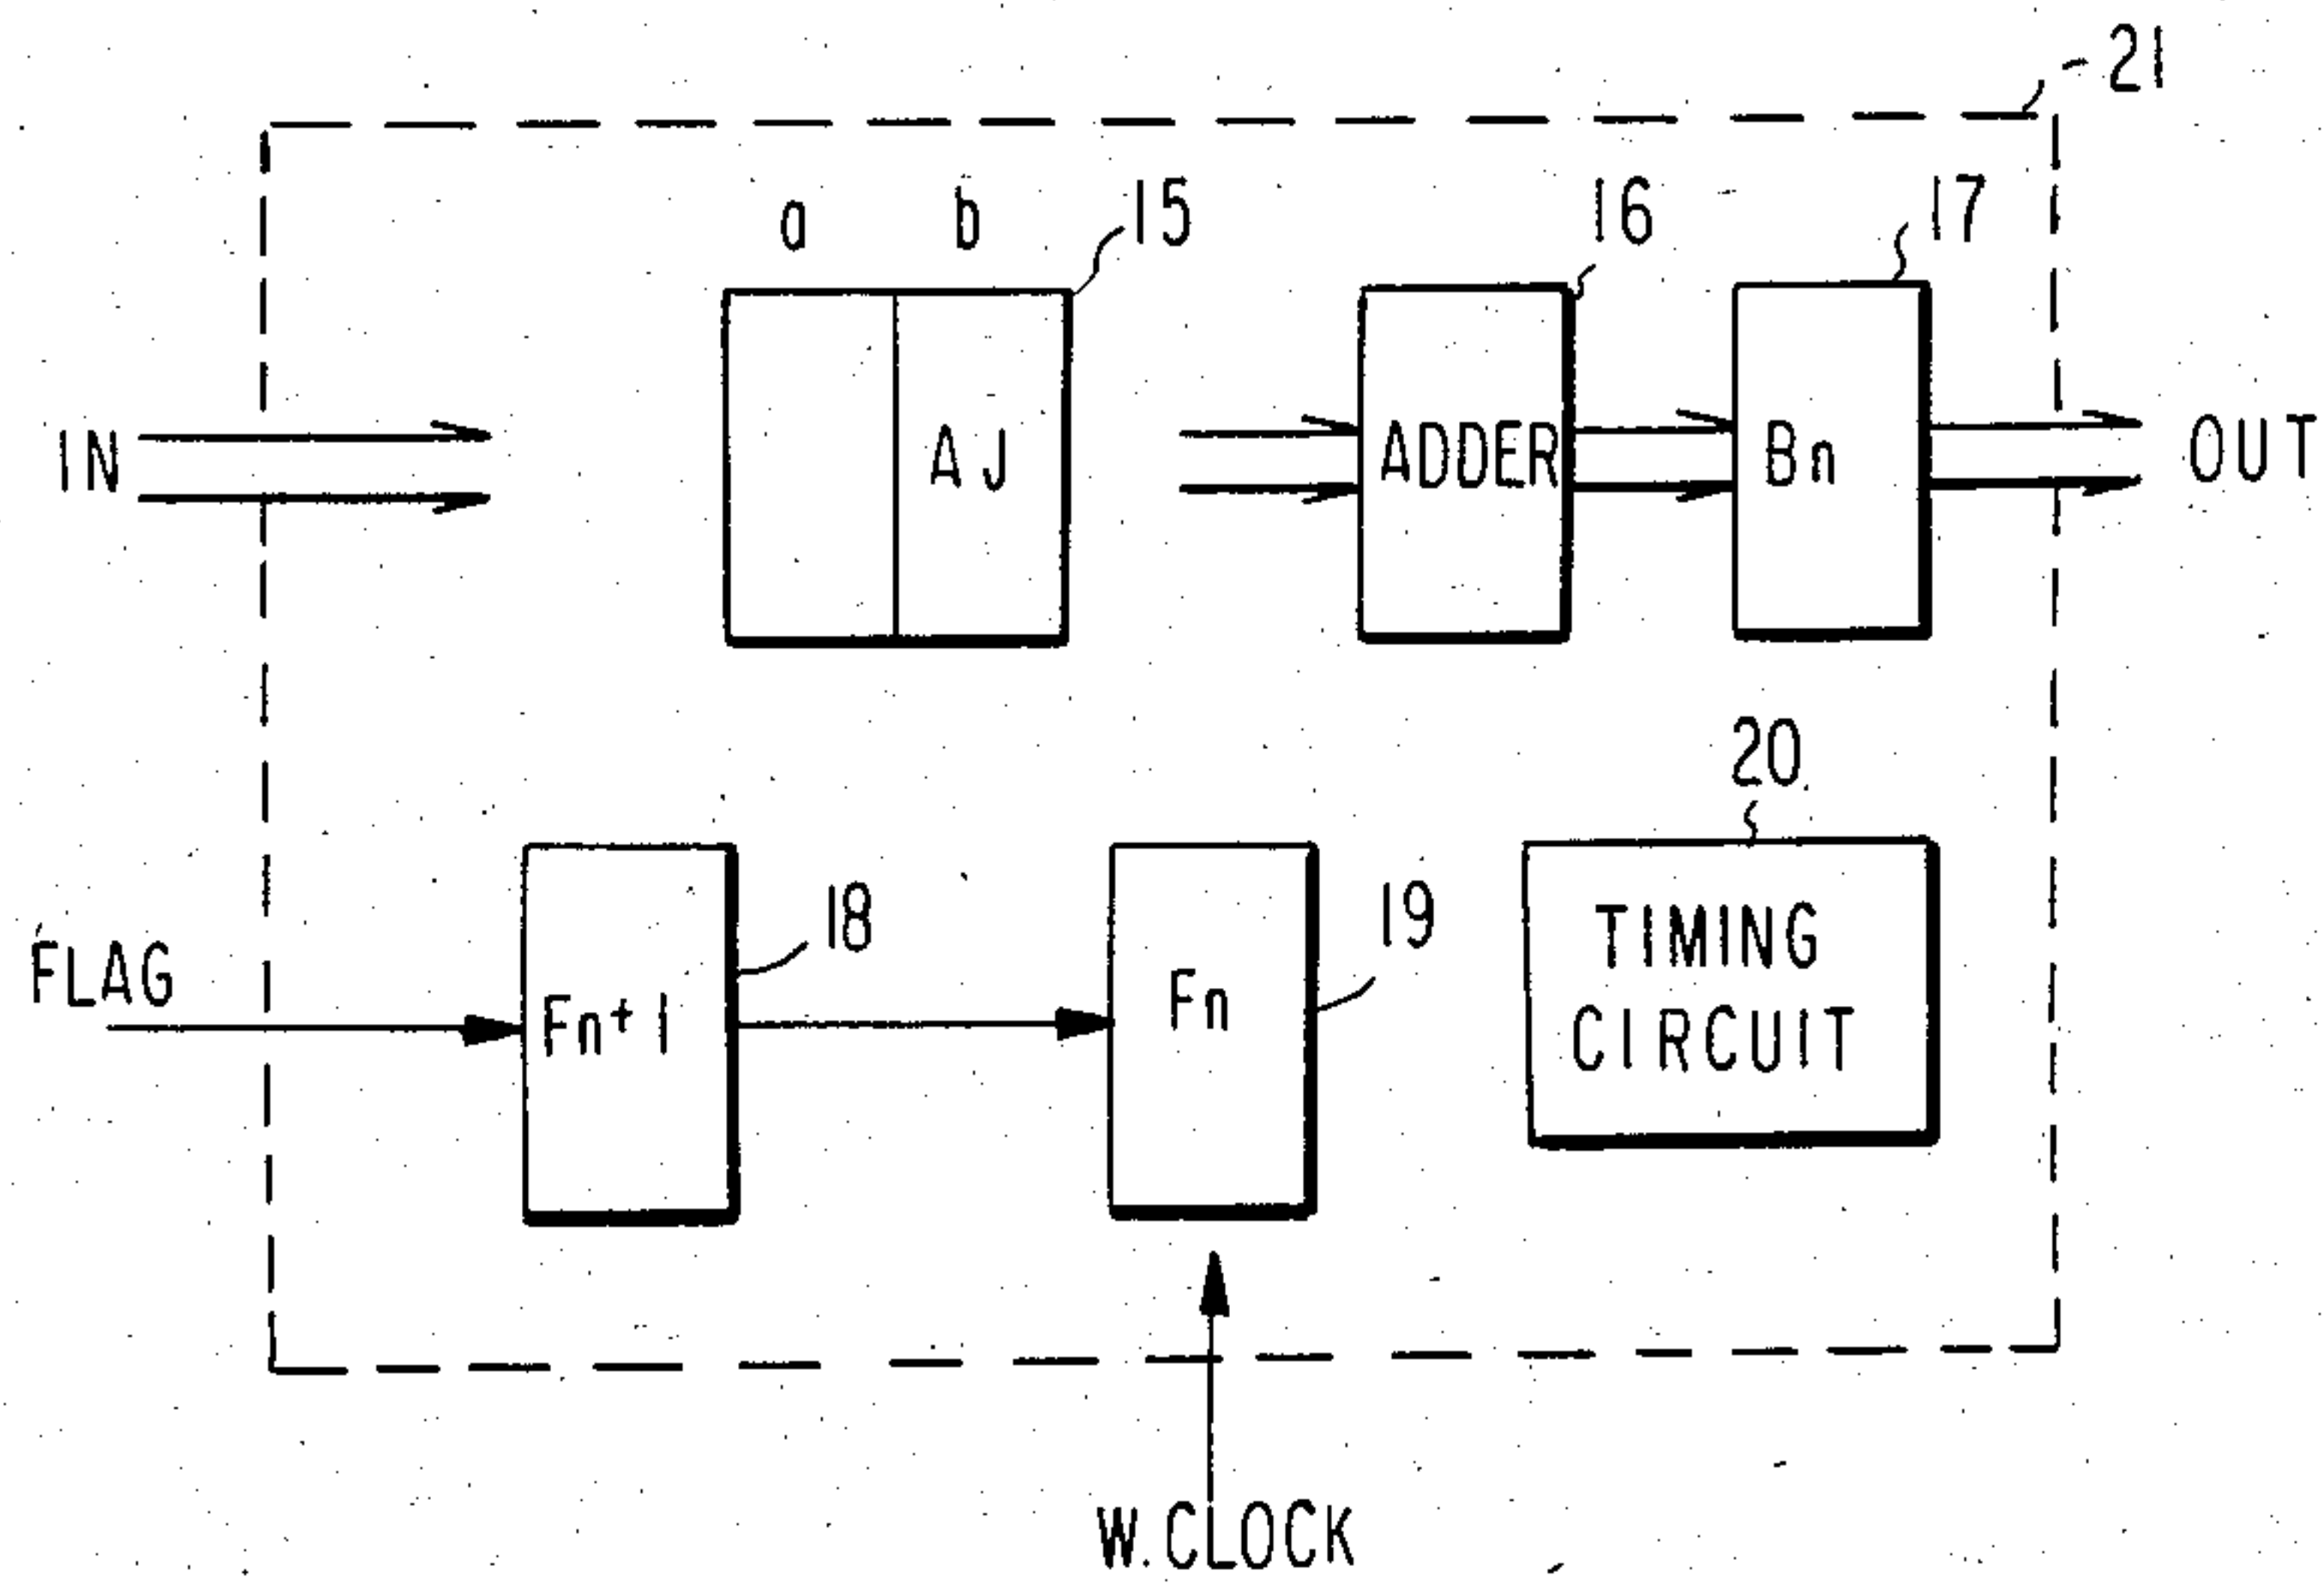 21
a b 15 16 17
IN AJ ADDER Bn OUT
20
18 19
FLAG Fn+1 Fn TIMING
CIRCUIT
W.CLOCK